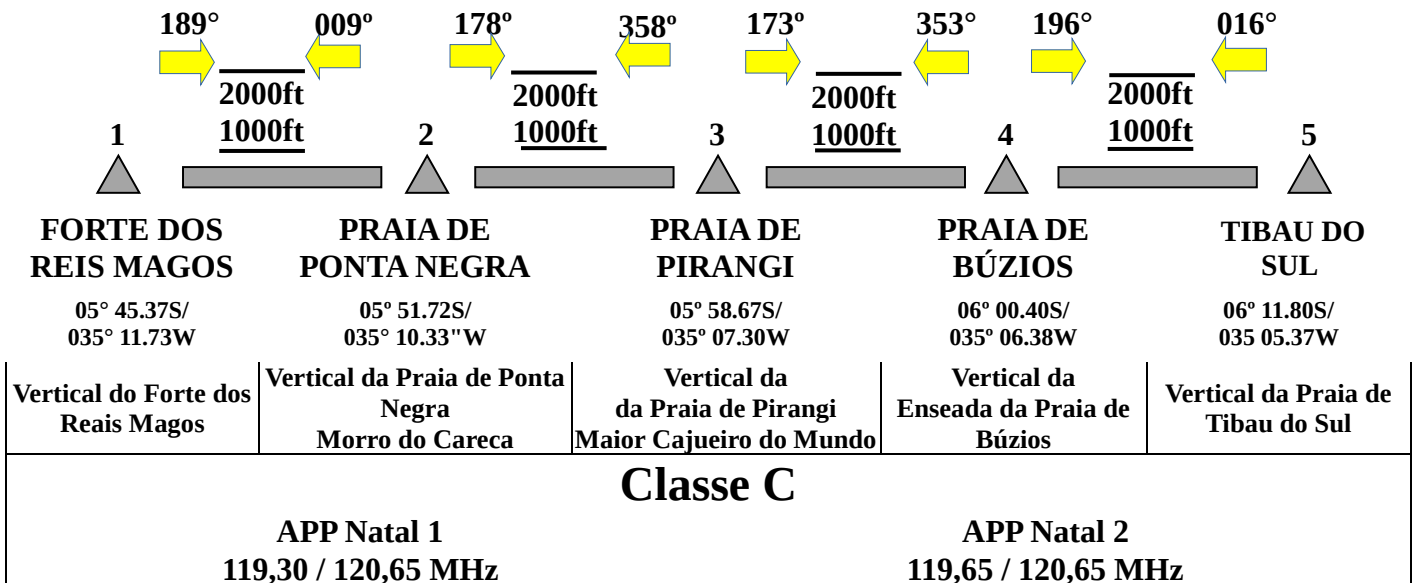 189° 009º 178º 358º 173º 353° 196° 016°
2000ft 2000ft 2000ft 2000ft
1000ft 1000ft 1000ft 1000ft
1 2 3 4 5
FORTE DOS
REIS MAGOS
PRAIA DE
PONTA NEGRA
PRAIA DE
PIRANGI
PRAIA DE
BÚZIOS
TIBAU DO
SUL
05° 45.37S/
035° 11.73W
05º 51.72S/
035° 10.33"W
05º 58.67S/
035º 07.30W
06º 00.40S/
035º 06.38W
06º 11.80S/
035 05.37W
Vertical do Forte dos
Reais Magos
Vertical da Praia de Ponta
Negra
Morro do Careca
Vertical da
da Praia de Pirangi
Maior Cajueiro do Mundo
Vertical da
Enseada da Praia de
Búzios
Vertical da Praia de
Tibau do Sul
Classe C
APP Natal 1
119,30 / 120,65 MHz
APP Natal 2
119,65 / 120,65 MHz